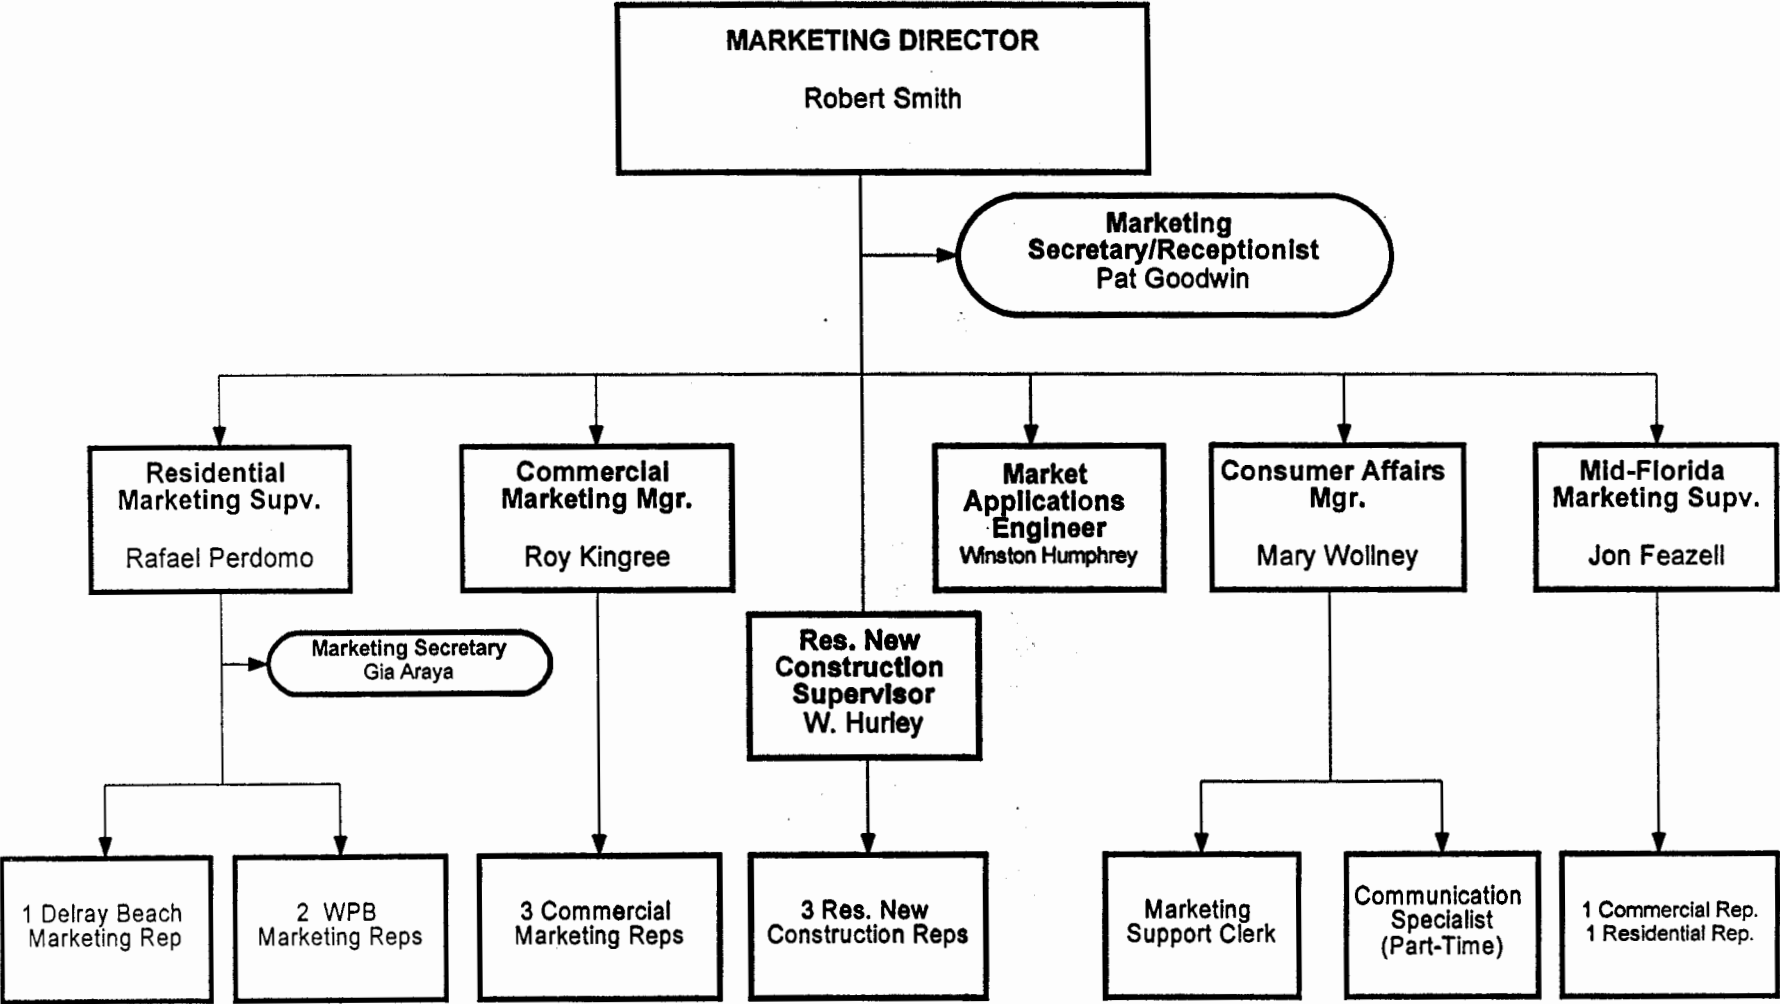 MARKETING DIRECTOR
Robert Smith
Marketing
Secretary/Receptionist
Pat Goodwin
Residential
Marketing Supv.
Rafael Perdomo
Commercial
Marketing Mgr.
Roy Kingree
Market
Applications
Engineer
Winston Humphrey
Consumer Affairs
Mgr.
Mary Wollney
Mid-Florida
Marketing Supv.
Jon Feazell
Marketing Secretary
Gia Araya
Res. New
Construction
Supervisor
W. Hurley
1 Delray Beach
Marketing Rep
2 WPB
Marketing Reps
3 Commercial
Marketing Reps
3 Res. New
Construction Reps
Marketing
Support Clerk
Communication
Specialist
(Part-Time)
1 Commercial Rep.
1 Residential Rep.